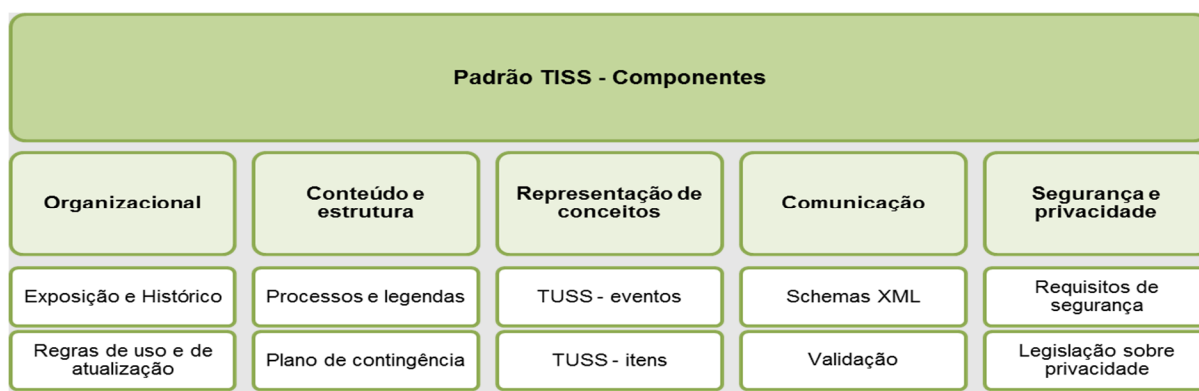 Padrão TISS - Componentes
Organizacional
Conteúdo e
estrutura
Representação de
conceitos
Comunicação
Segurança e
privacidade
Exposição e Histórico
Processos e legendas
TUSS - eventos
Schemas XML
Requisitos de
segurança
Regras de uso e de
atualização
Plano de contingência
TUSS - itens
Validação
Legislação sobre
privacidade